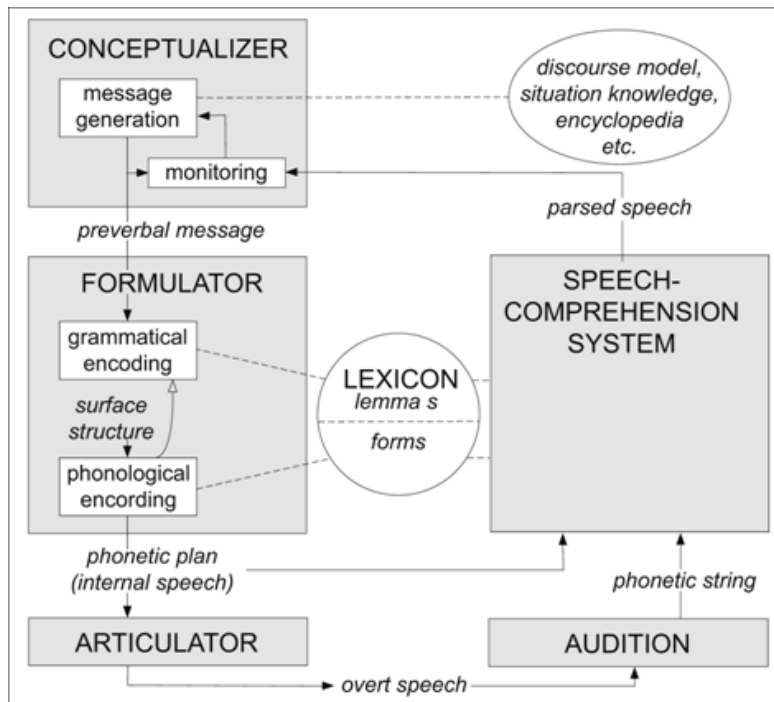 CONCEPTUALIZER
message
generation
monitoring
discourse model,
situation knowledge,
encyclopedia
etc.
parsed speech
preverbal message
FORMULATOR
grammatical
encoding
surface
structure
phonological
encording
LEXICON
lemma s
forms
SPEECH-
COMPREHENSION
SYSTEM
phonetic plan
(internal speech)
phonetic string
ARTICULATOR
AUDITION
overt speech